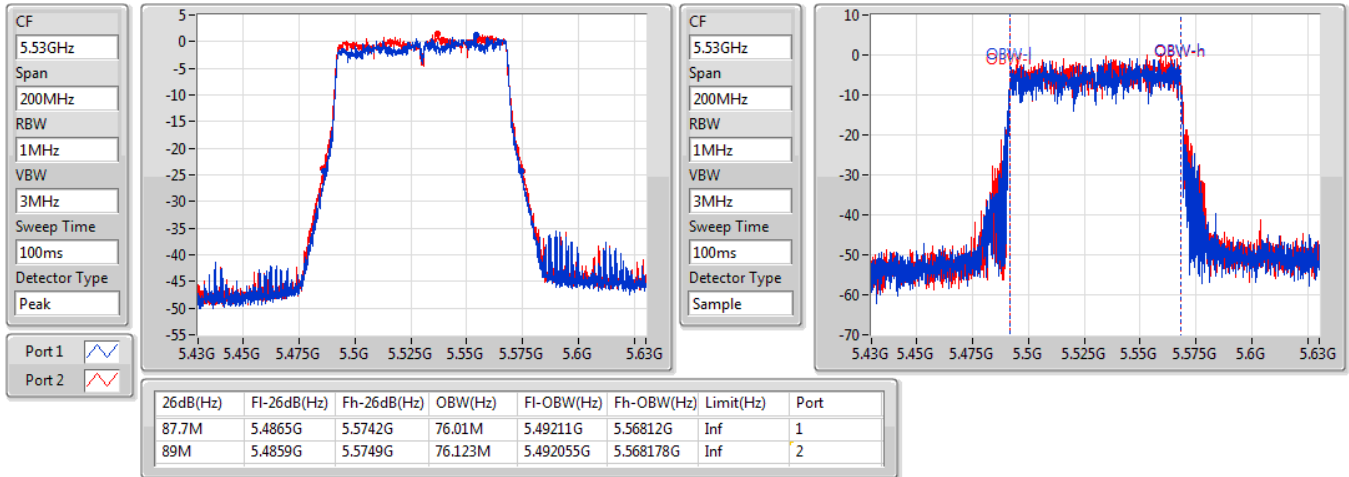 CF
5.53GHz
Span
200MHz
RBW
1MHz
VBW
3MHz
Sweep Time
100ms
Detector Type
Peak
5
0
-5
-10
-15
-20
-25
-30
-35
-40
-45
-50
-55
5.43G 5.45G 5.475G 5.5G 5.525G 5.55G 5.575G 5.6G 5.63G
CF
5.53GHz
Span
200MHz
RBW
1MHz
VBW
3MHz
Sweep Time
100ms
Detector Type
Sample
10
0
-10
-20
-30
-40
-50
-60
-70
OBW-l
OBW-h
5.43G 5.45G 5.475G 5.5G 5.525G 5.55G 5.575G 5.6G 5.63G
Port 1
Port 2
26dB(Hz) Fl-26dB(Hz) Fh-26dB(Hz) OBW(Hz) Fl-OBW(Hz) Fh-OBW(Hz) Limit(Hz) Port
87.7M 5.4865G 5.5742G 76.01M 5.49211G 5.56812G Inf 1
89M 5.4859G 5.5749G 76.123M 5.492055G 5.568178G Inf 2